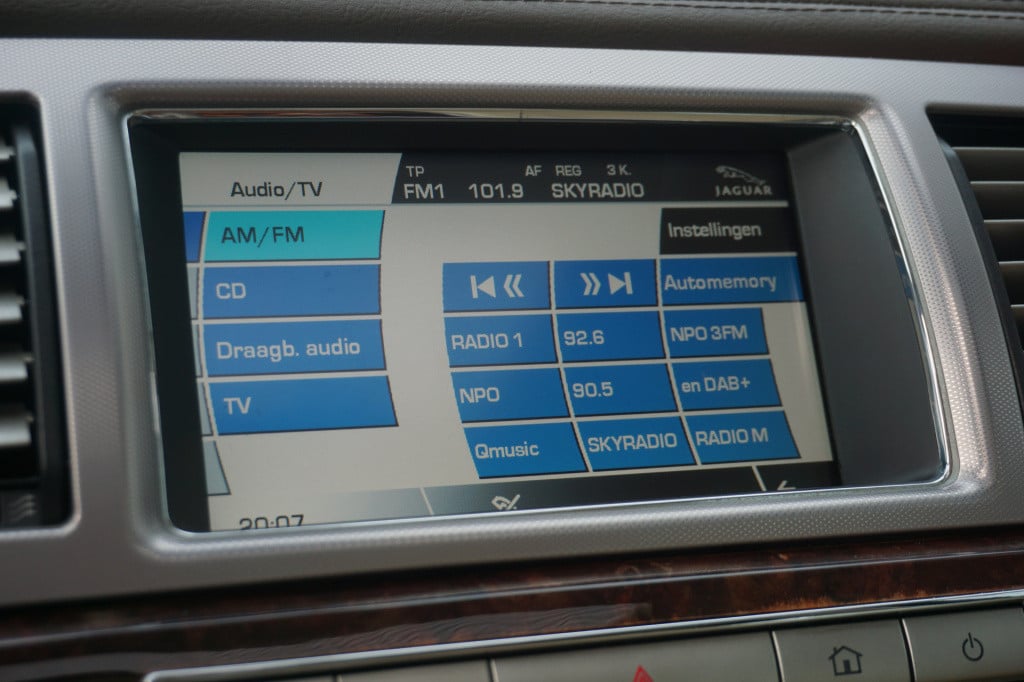 Audio/TV
TP AF REG 3 K.
FM1 101.9 SKYRADIO
JAGUAR
AM/FM
Instellingen
CD
Automemory
Draagb. audio
RADIO 1 92.6 NPO 3FM
TV
NPO 90.5 en DAB+
Qmusic SKYRADIO RADIO M
20:07